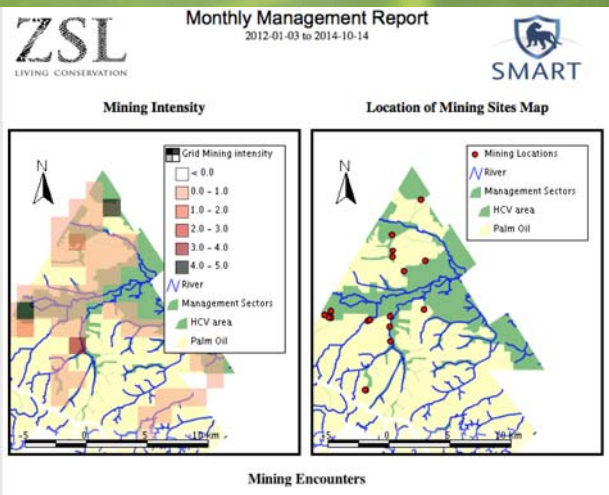 ZSL
LIVING CONSERVATION
Monthly Management Report
2012-01-03 to 2014-10-14
SMART
Mining Intensity
Location of Mining Sites Map
N
Grid Mining intensity
< 0.0
0.0 - 1.0
1.0 - 2.0
2.0 - 3.0
3.0 - 4.0
4.0 - 5.0
River
Management Sectors
HCV area
Palm Oil
-5 0 5 10 km
N
Mining Locations
River
Management Sectors
HCV area
Palm Oil
-5 0 5 10 km
Mining Encounters